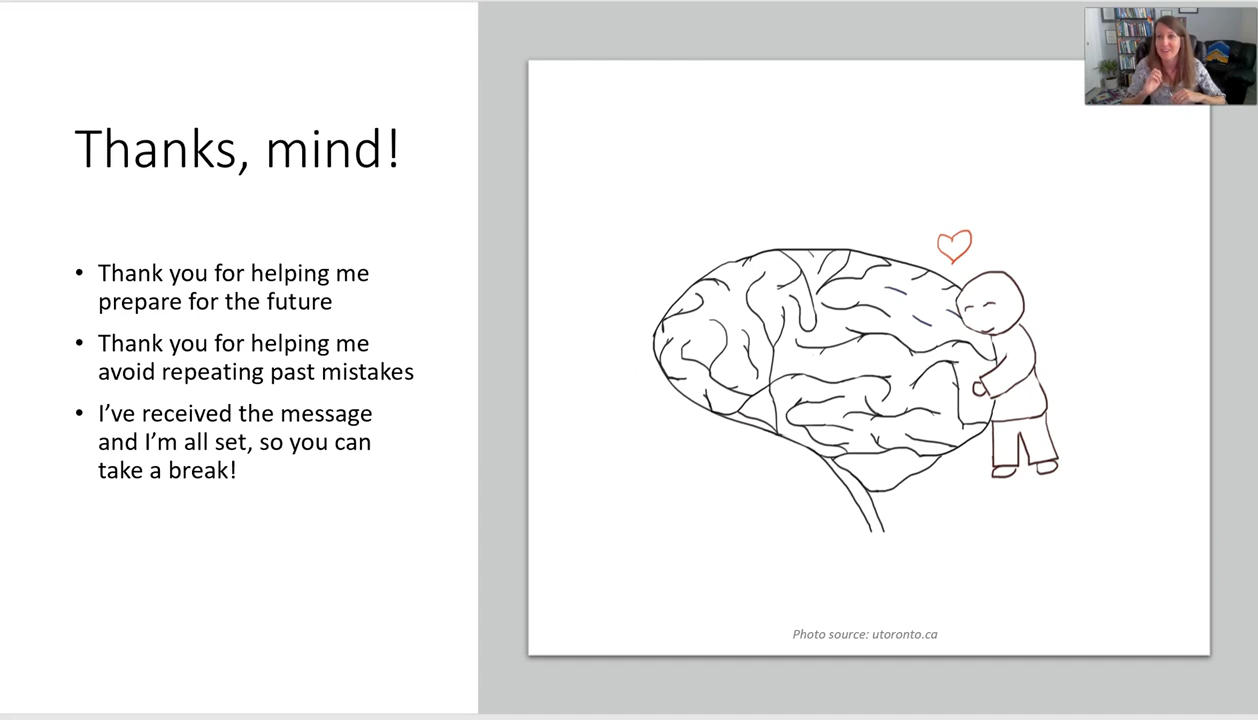 Thanks, mind!
• Thank you for helping me
prepare for the future
• Thank you for helping me
avoid repeating past mistakes
• I’ve received the message
and I’m all set, so you can
take a break!
Photo source: utoronto.ca